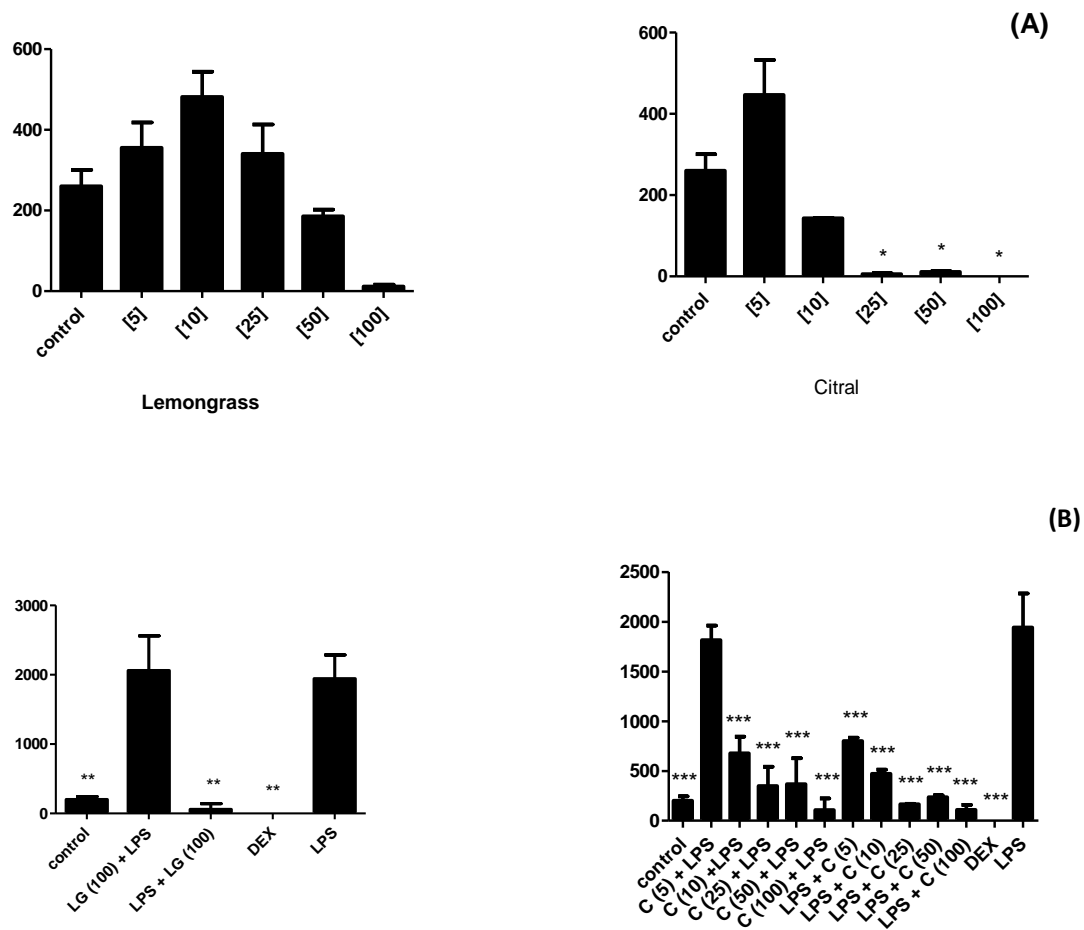 (A)
600
400
200
0
control
[5]
[10]
[25]
[50]
[100]
Lemongrass
600
400
200
0
*
*
*
control
[5]
[10]
[25]
[50]
[100]
Citral
(B)
3000
2000
1000
0
**
**
**
control
LG (100) + LPS
LPS + LG (100)
DEX
LPS
2500
2000
1500
1000
500
0
***
***
***
***
***
***
***
***
***
***
***
control
C (5) + LPS
C (10) +LPS
C (25) + LPS
C (50) + LPS
C (100) + LPS
LPS + C (5)
LPS + C (10)
LPS + C (25)
LPS + C (50)
LPS + C (100)
DEX
LPS